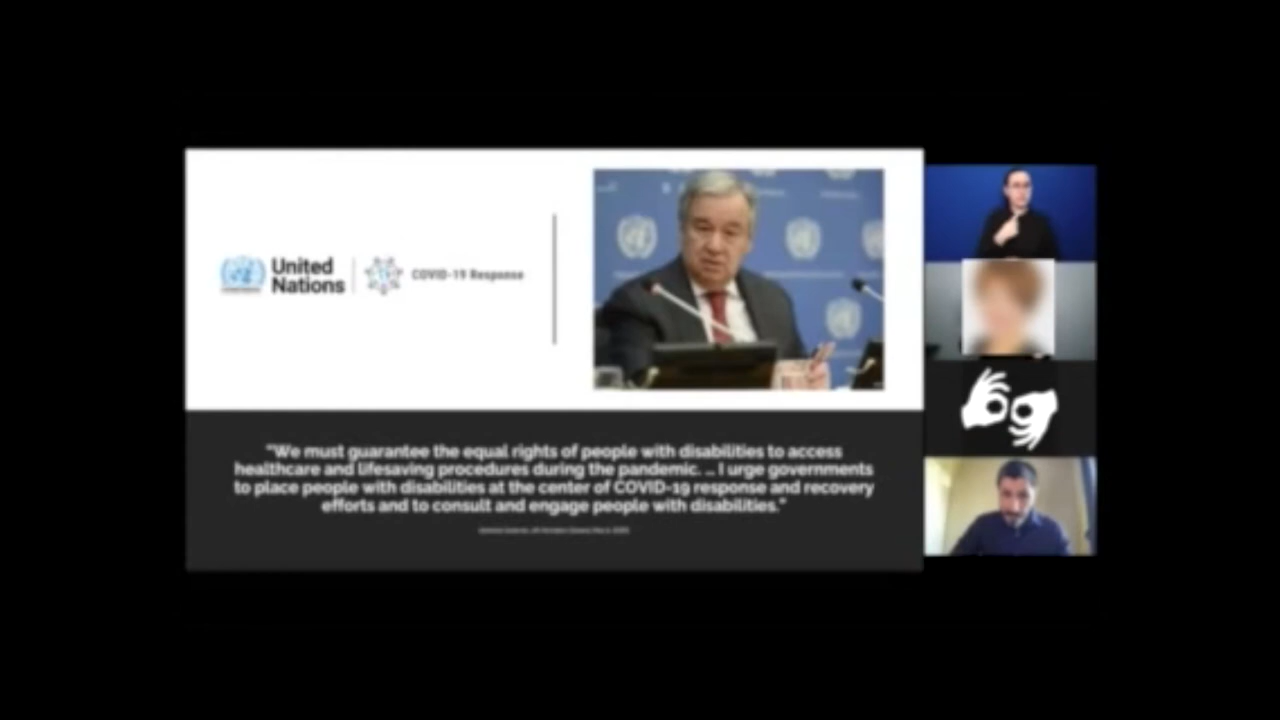 United
Nations
COVID-19 Response
"We must guarantee the equal rights of people with disabilities to access
healthcare and lifesaving procedures during the pandemic. ... I urge governments
to place people with disabilities at the center of COVID-19 response and recovery
efforts and to consult and engage people with disabilities."